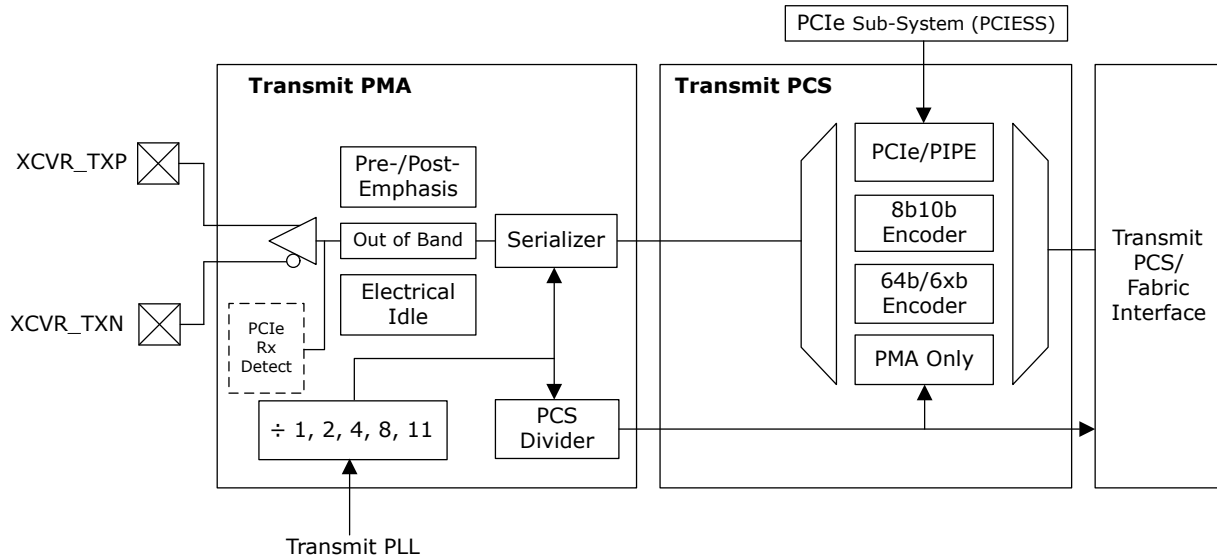 PCIe Sub-System (PCIESS)
Transmit PMA
Transmit PCS
XCVR_TXP
Pre-/Post-
Emphasis
PCIe/PIPE
8b10b
Encoder
Out of Band
Serializer
Transmit
PCS/
Fabric
Interface
64b/6xb
Encoder
Electrical
Idle
XCVR_TXN
PCIe
Rx
Detect
PMA Only
÷ 1, 2, 4, 8, 11
PCS
Divider
Transmit PLL